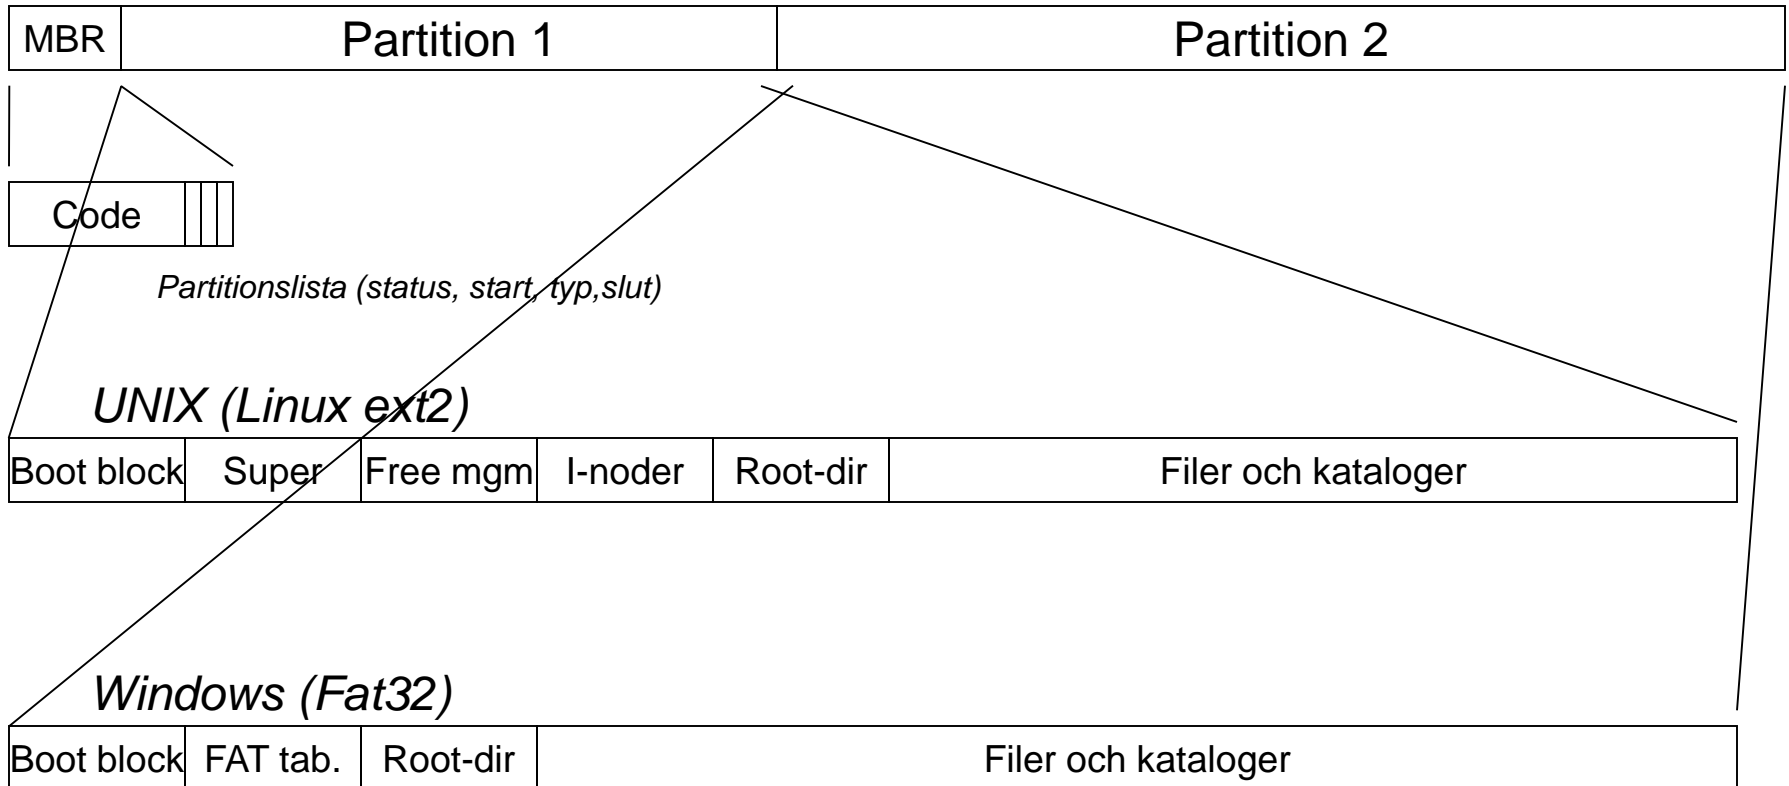 MBR Partition 1 Partition 2
Code
Partitionslista (status, start, typ,slut)
UNIX (Linux ext2)
Boot block Super Free mgm I-noder Root-dir Filer och kataloger
Windows (Fat32)
Boot block FAT tab. Root-dir Filer och kataloger